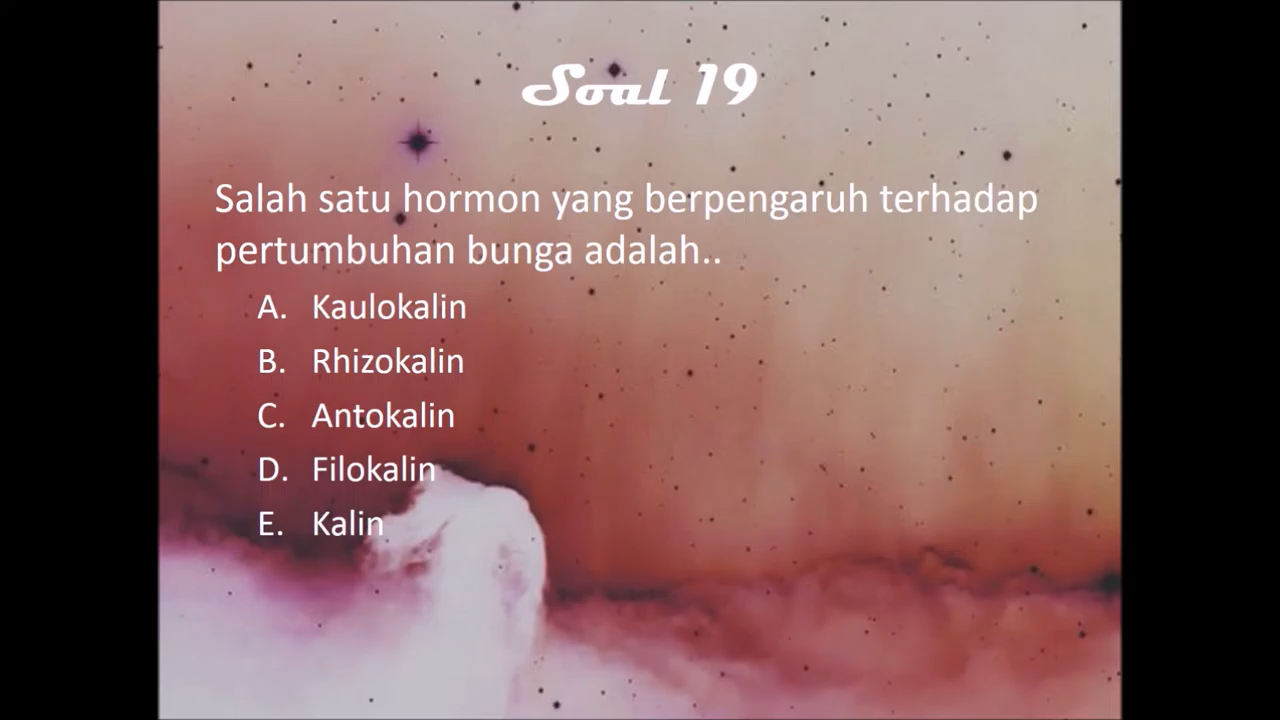 Soal 19
Salah satu hormon yang berpengaruh terhadap
pertumbuhan bunga adalah..
A. Kaulokalin
B. Rhizokalin
C. Antokalin
D. Filokalin
E. Kalin